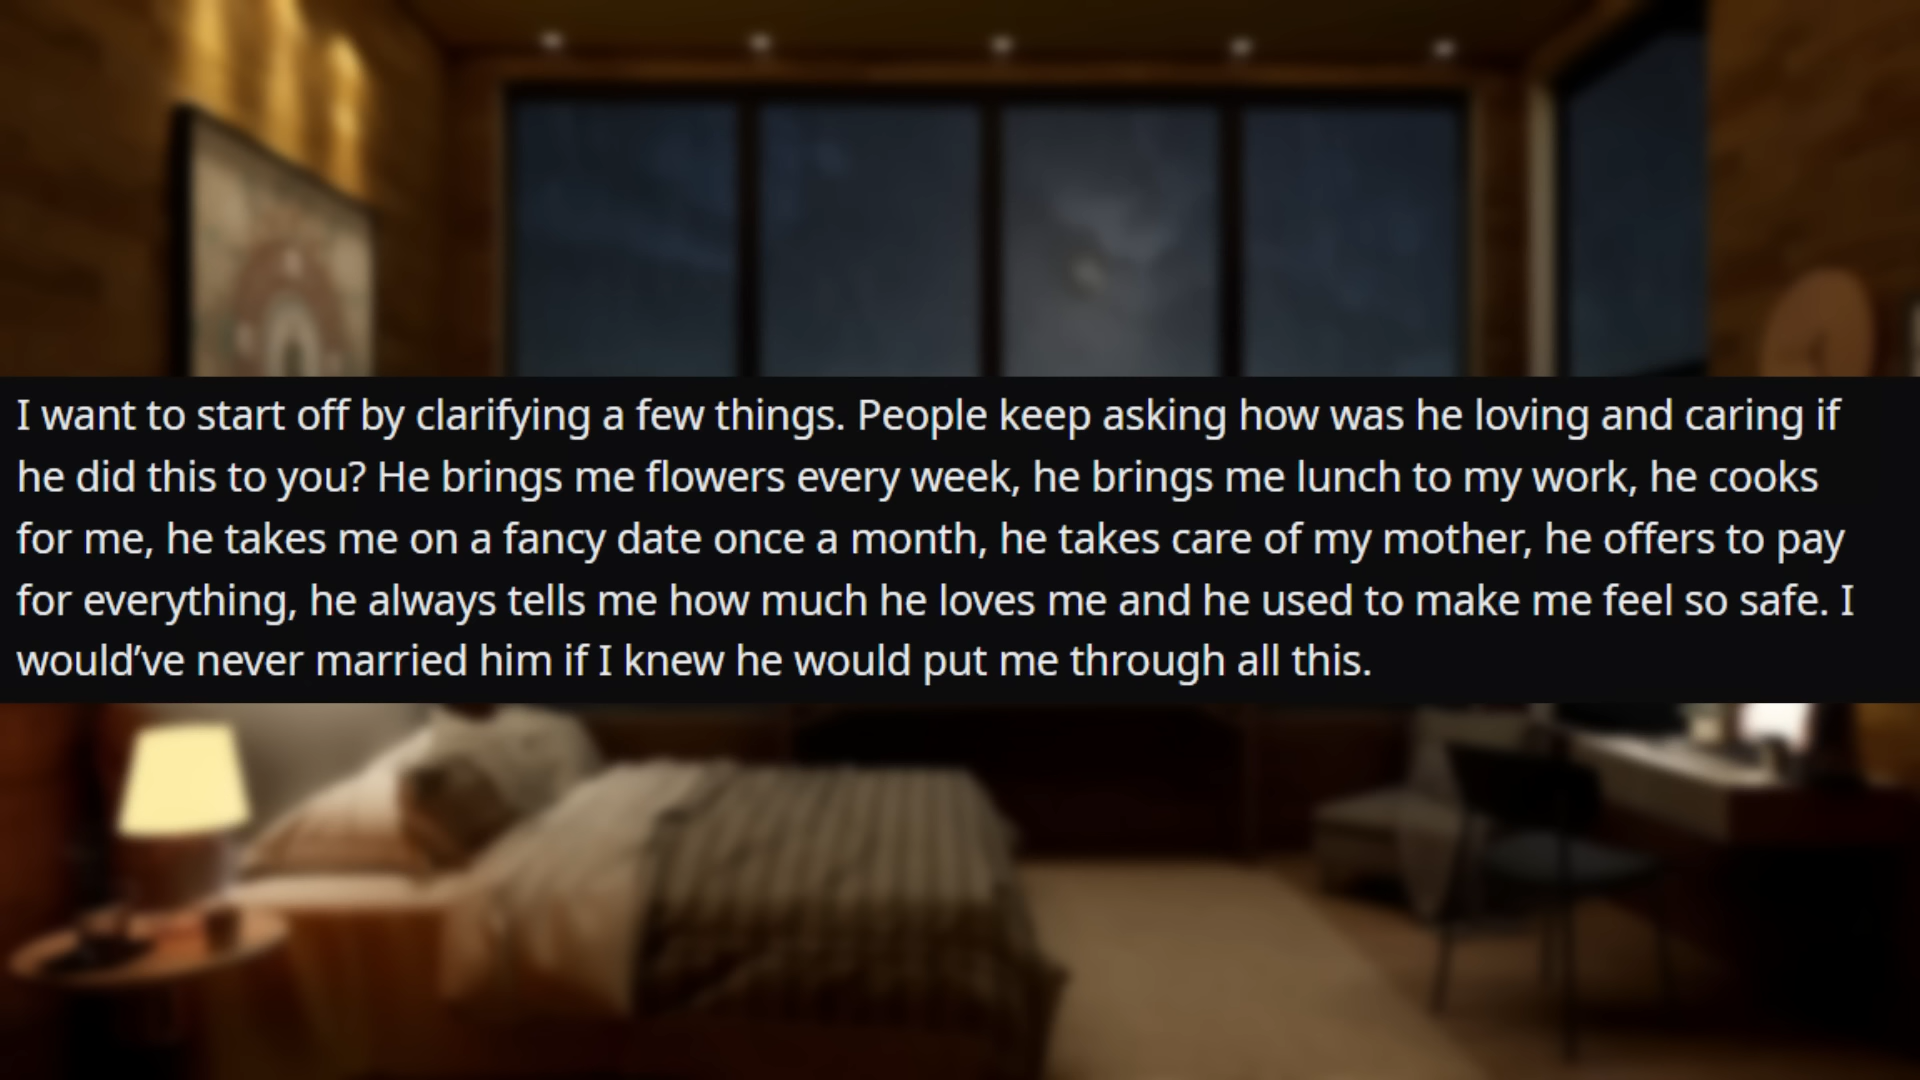 I want to start off by clarifying a few things. People keep asking how was he loving and caring if
he did this to you? He brings me flowers every week, he brings me lunch to my work, he cooks
for me, he takes me on a fancy date once a month, he takes care of my mother, he offers to pay
for everything, he always tells me how much he loves me and he used to make me feel so safe. I
would’ve never married him if I knew he would put me through all this.